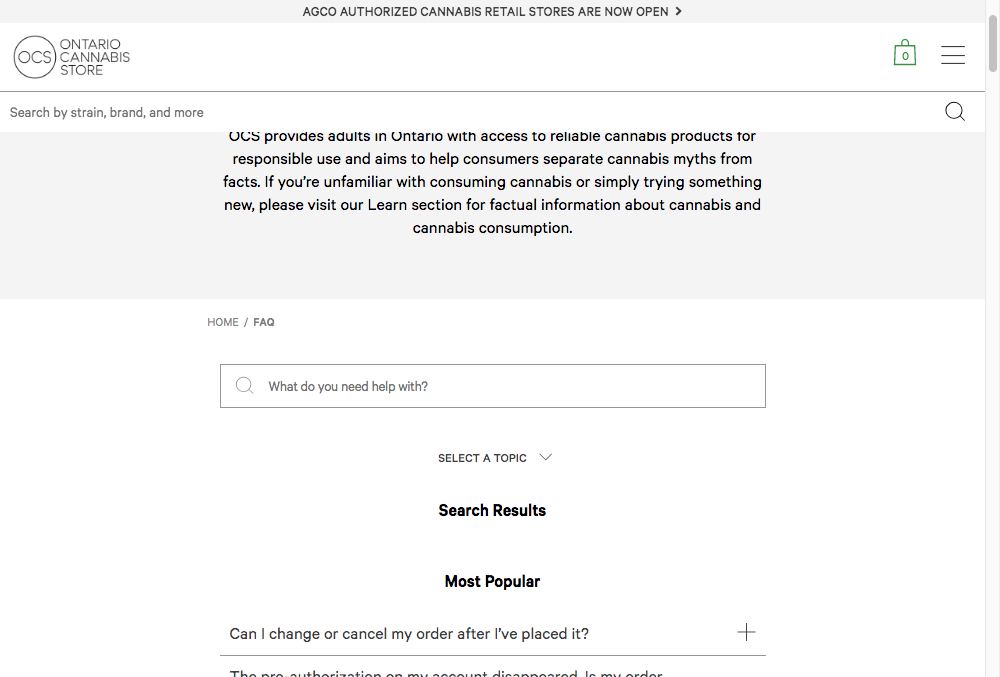 AGCO AUTHORIZED CANNABIS RETAIL STORES ARE NOW OPEN
OCS
ONTARIO
CANNABIS
STORE
0
Search by strain, brand, and more
OCS provides adults in Ontario with access to reliable cannabis products for
responsible use and aims to help consumers separate cannabis myths from
facts. If you’re unfamiliar with consuming cannabis or simply trying something
new, please visit our Learn section for factual information about cannabis and
cannabis consumption.
HOME / FAQ
What do you need help with?
SELECT A TOPIC
Search Results
Most Popular
Can I change or cancel my order after I’ve placed it?
The pre-authorization on my account disappeared. Is my order